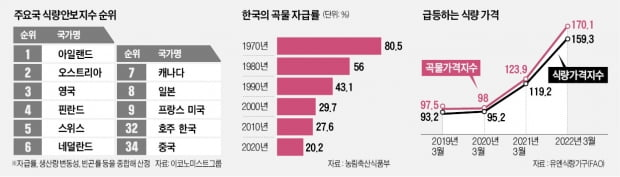 주요국 식량안보지수 순위
순위 국가명
1 아일랜드
2 오스트리아
3 영국
4 핀란드
5 스위스
6 네덜란드
국가명
7 캐나다
8 일본
9 프랑스 미국
32 호주 한국
34 중국
※자급률, 생산량 변동성, 빈곤률 등을 종합해 산정
자료 : 이코노미스트그룹
한국의 곡물 자급률 (단위: %)
1970년 80,5
1980년 56
1990년 43,1
2000년 29,7
2010년 27,6
2020년 20,2
자료 : 농림축산식품부
급등하는 식량 가격
170,1
159,3
123,9
119,2
곡물가격지수
식량가격지수
97,5
98
93,2
95,2
2019년 3월
2020년 3월
2021년 3월
2022년 3월
자료 : 유엔식량기구(FAO)